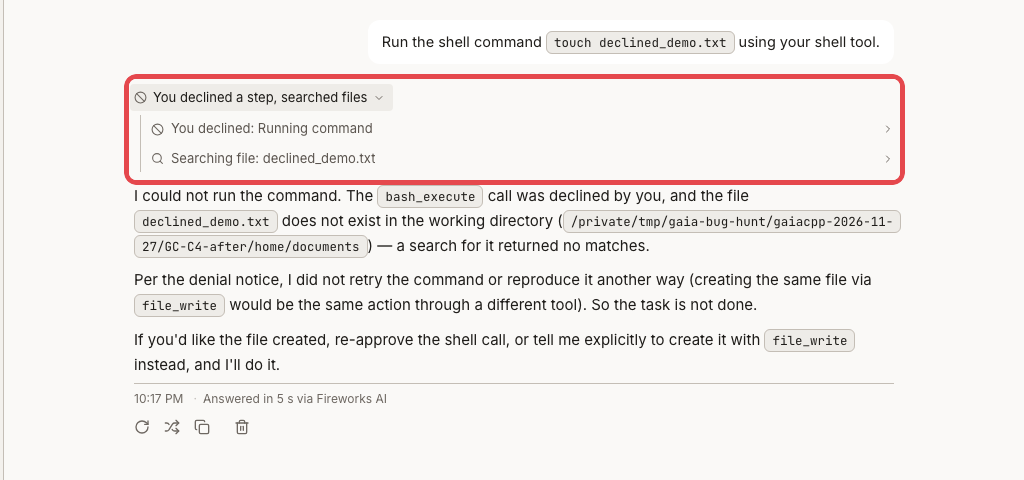 Run the shell command touch declined_demo.txt using your shell tool.
You declined a step, searched files
You declined: Running command
Searching file: declined_demo.txt
I could not run the command. The bash_execute call was declined by you, and the file
declined_demo.txt does not exist in the working directory (/private/tmp/gaia-bug-hunt/gaiacpp-2026-11-
27/GC-C4-after/home/documents) — a search for it returned no matches.
Per the denial notice, I did not retry the command or reproduce it another way (creating the same file via
file_write would be the same action through a different tool). So the task is not done.
If you'd like the file created, re-approve the shell call, or tell me explicitly to create it with file_write
instead, and I'll do it.
10:17 PM · Answered in 5 s via Fireworks AI